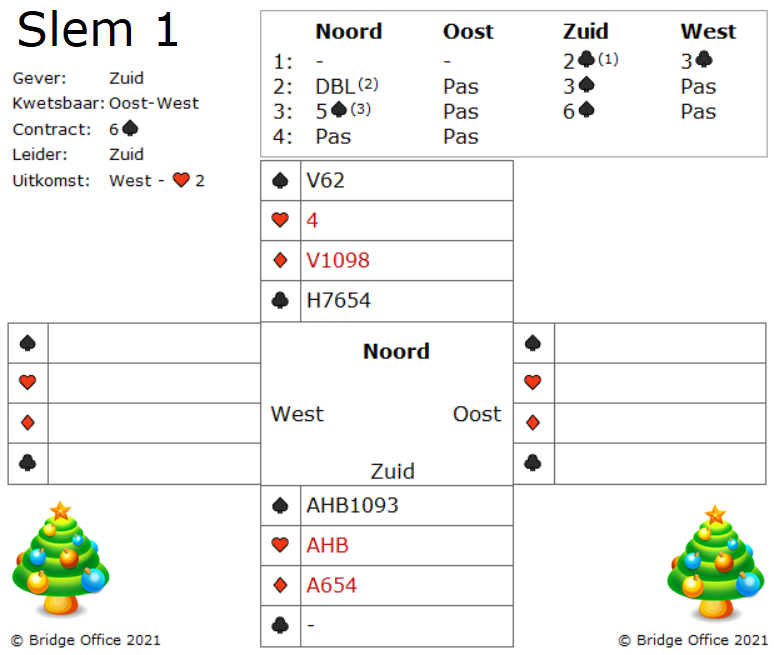 Slem 1
Gever: Zuid
Kwetsbaar: Oost-West
Contract: 6♠
Leider: Zuid
Uitkomst: West - ♥ 2
Noord Oost Zuid West
1: - - 2♣(1) 3♣
2: DBL(2) Pas 3♠ Pas
3: 5♠(3) Pas 6♠ Pas
4: Pas Pas
♠ V62
♥ 4
♦ V1098
♣ H7654
Noord
West Oost
Zuid
♠ ♠
♥ ♥
♦ ♦
♣ ♣
♠ AHB1093
♥ AHB
♦ A654
♣ -
© Bridge Office 2021
© Bridge Office 2021